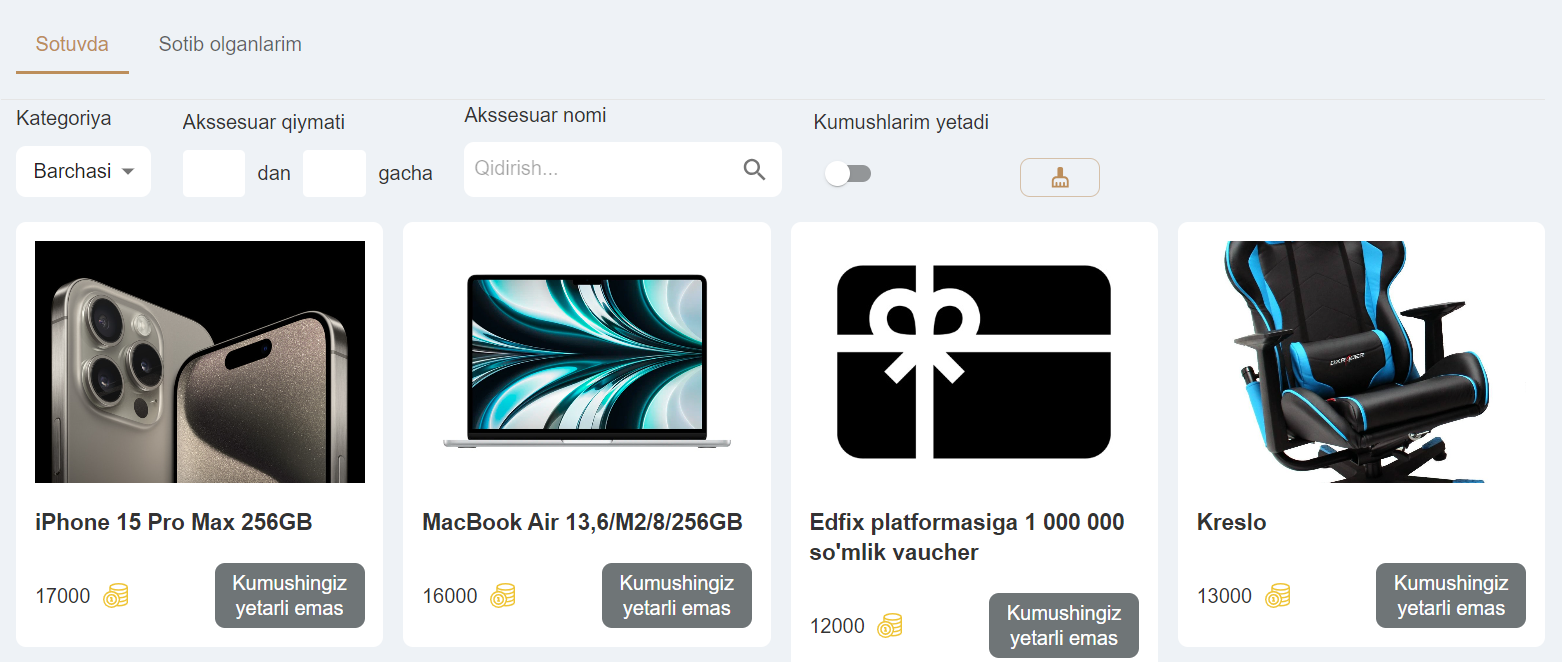 Sotuvda Sotib olganlarim
Kategoriya Akssesuar qiymati Akssesuar nomi Kumushlarim yetadi
Barchasi dan gacha Qidirish...
iPhone 15 Pro Max 256GB
17000
Kumushingiz
yetarli emas
MacBook Air 13,6/M2/8/256GB
16000
Kumushingiz
yetarli emas
Edfix platformasiga 1 000 000
so'mlik vaucher
12000
Kumushingiz
yetarli emas
Kreslo
13000
Kumushingiz
yetarli emas